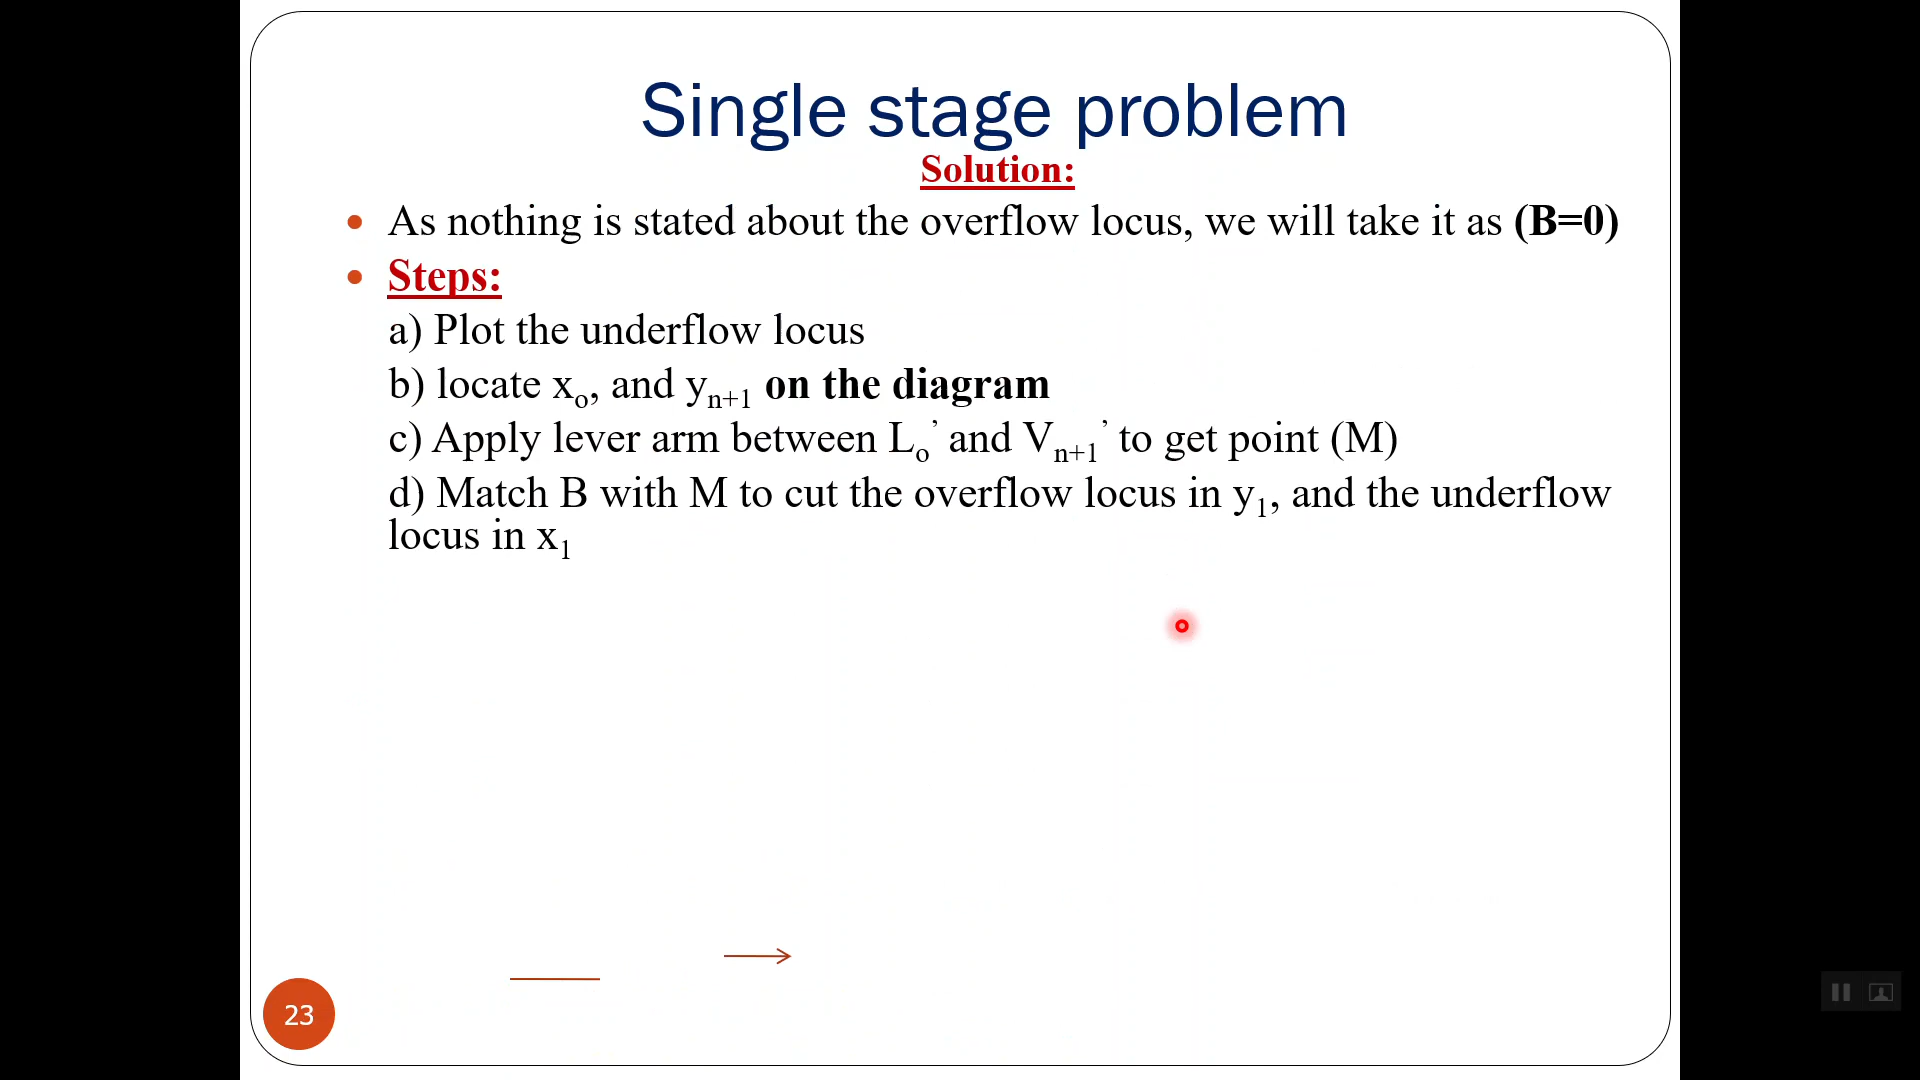 Single stage problem
Solution:
• As nothing is stated about the overflow locus, we will take it as (B=0)
• Steps:
a) Plot the underflow locus
b) locate xₒ, and yₙ₊₁ on the diagram
c) Apply lever arm between Lₒ’ and Vₙ₊₁’ to get point (M)
d) Match B with M to cut the overflow locus in y₁, and the underflow
locus in x₁
23